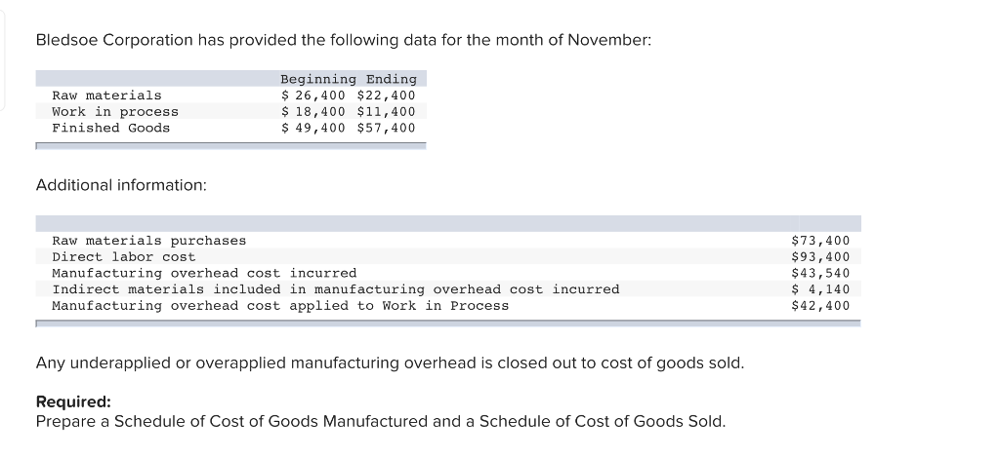 Bledsoe Corporation has provided the following data for the month of November:
Beginning Ending
Raw materials $ 26,400 $22,400
Work in process $ 18,400 $11,400
Finished Goods $ 49,400 $57,400
Additional information:
Raw materials purchases $73,400
Direct labor cost $93,400
Manufacturing overhead cost incurred $43,540
Indirect materials included in manufacturing overhead cost incurred $ 4,140
Manufacturing overhead cost applied to Work in Process $42,400
Any underapplied or overapplied manufacturing overhead is closed out to cost of goods sold.
Required:
Prepare a Schedule of Cost of Goods Manufactured and a Schedule of Cost of Goods Sold.